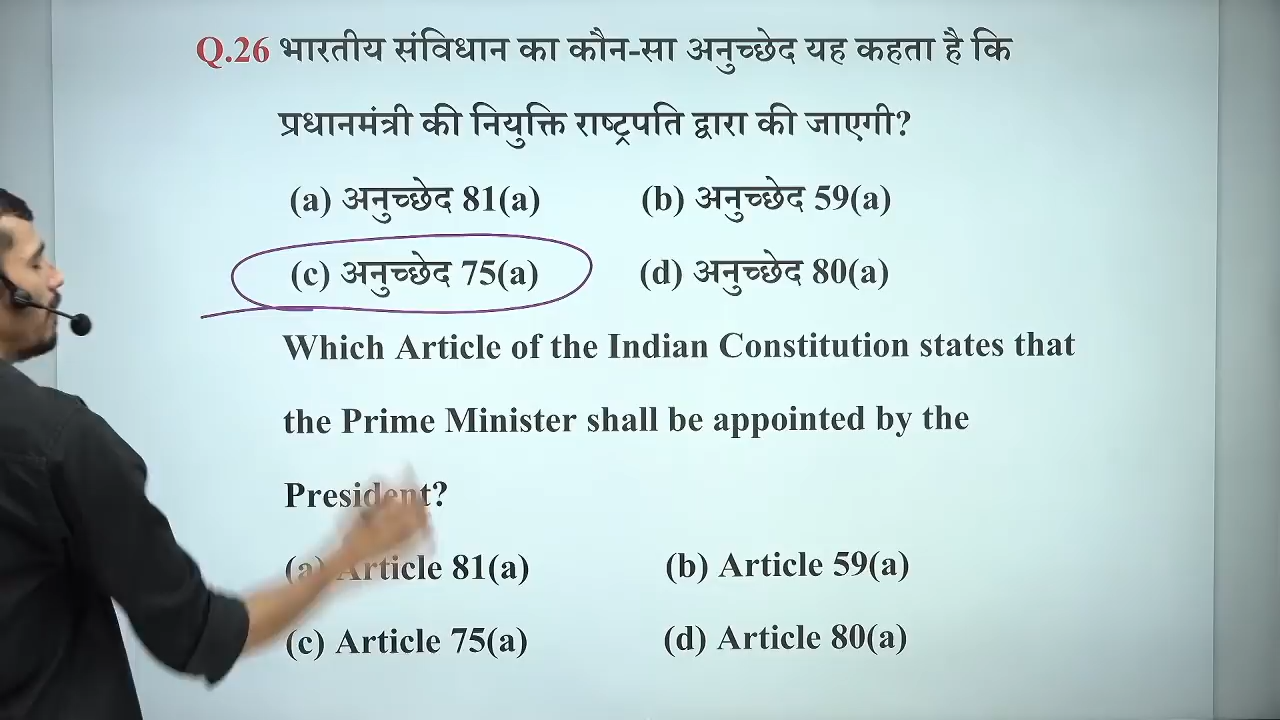 Q.26 भारतीय संविधान का कौन-सा अनुच्छेद यह कहता है कि
प्रधानमंत्री की नियुक्ति राष्ट्रपति द्वारा की जाएगी?
(a) अनुच्छेद 81(a) (b) अनुच्छेद 59(a)
(c) अनुच्छेद 75(a) (d) अनुच्छेद 80(a)
Which Article of the Indian Constitution states that
the Prime Minister shall be appointed by the
President?
(a) Article 81(a) (b) Article 59(a)
(c) Article 75(a) (d) Article 80(a)